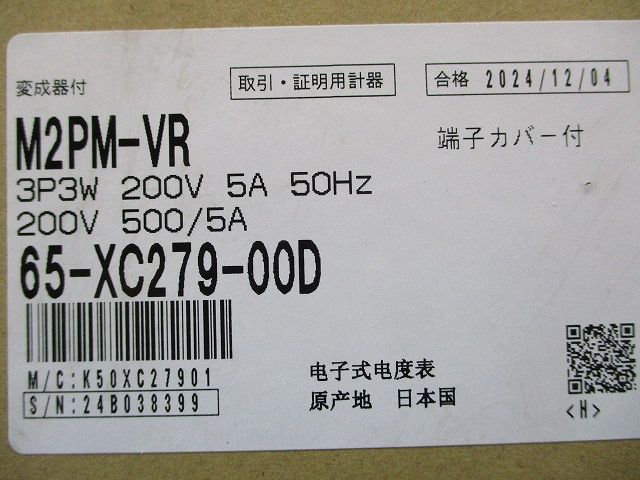 変成器付
取引・証明用計器
合格 2024/12/04
M2PM-VR
端子カバー付
3P3W 200V 5A 50Hz
200V 500/5A
65-XC279-00D
M/C:K50XC27901
S/N:24B038399
电子式电度表
原产地 日本国
<H>